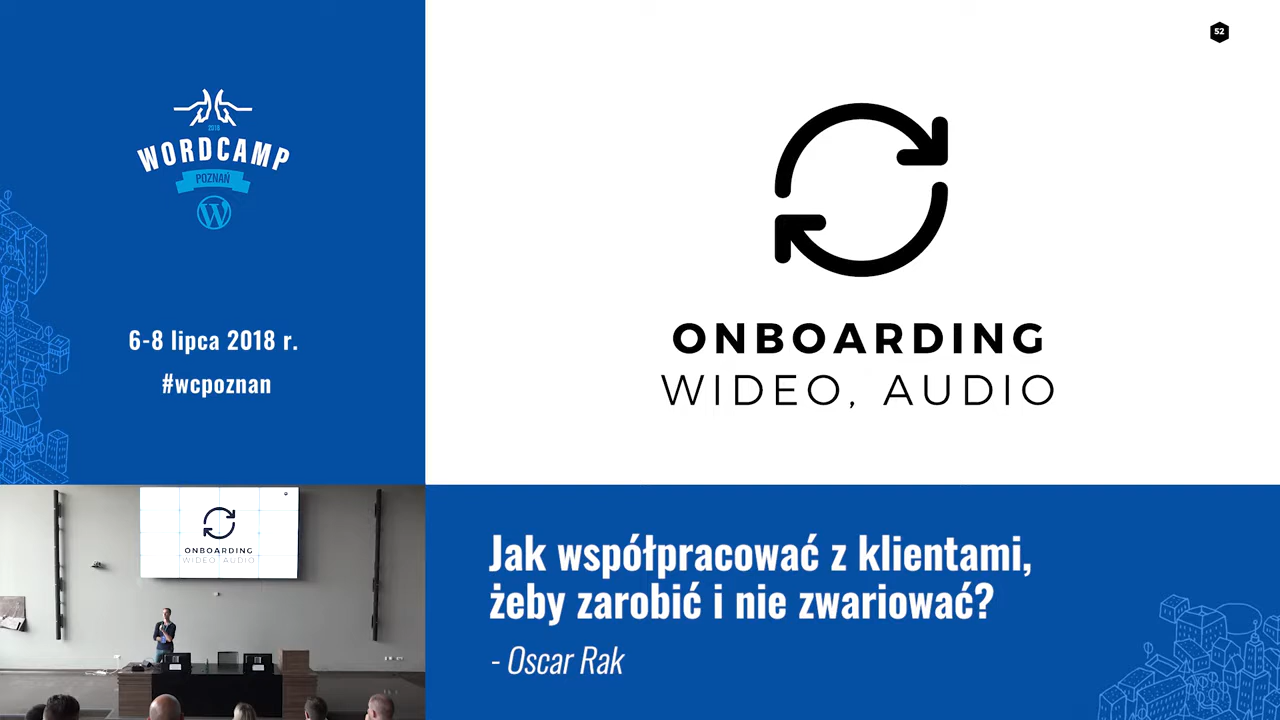 2018
WORDCAMP
POZNAŃ
6-8 lipca 2018 r.
#wcpoznan
52
ONBOARDING
WIDEO, AUDIO
ONBOARDING
WIDEO, AUDIO
Jak współpracować z klientami,
żeby zarobić i nie zwariować?
- Oscar Rak